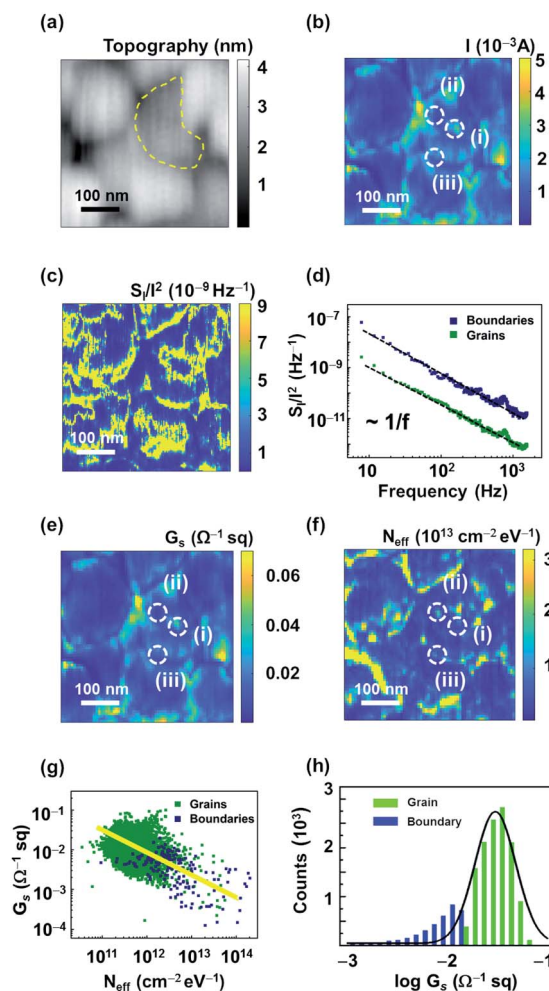 (a)
Topography (nm)
4
3
2
1
100 nm
(b)
I (10⁻³A)
5
4
3
2
1
(ii)
(i)
(iii)
100 nm
(c)
S_I/I² (10⁻⁹ Hz⁻¹)
9
7
5
3
1
100 nm
(d)
S_I/I² (Hz⁻¹)
10⁻⁷
10⁻⁹
10⁻¹¹
Boundaries
Grains
~ 1/f
10 10² 10³
Frequency (Hz)
(e)
G_s (Ω⁻¹ sq)
0.06
0.04
0.02
(ii)
(i)
(iii)
100 nm
(f)
N_eff (10¹³ cm⁻² eV⁻¹)
3
2
1
(ii)
(i)
(iii)
100 nm
(g)
G_s (Ω⁻¹ sq)
10⁻¹
10⁻²
10⁻³
10⁻⁴
Grains
Boundaries
10¹¹ 10¹² 10¹³ 10¹⁴
N_eff (cm⁻² eV⁻¹)
(h)
Counts (10³)
3
2
1
Grain
Boundary
−3 −2 −1
log G_s (Ω⁻¹ sq)